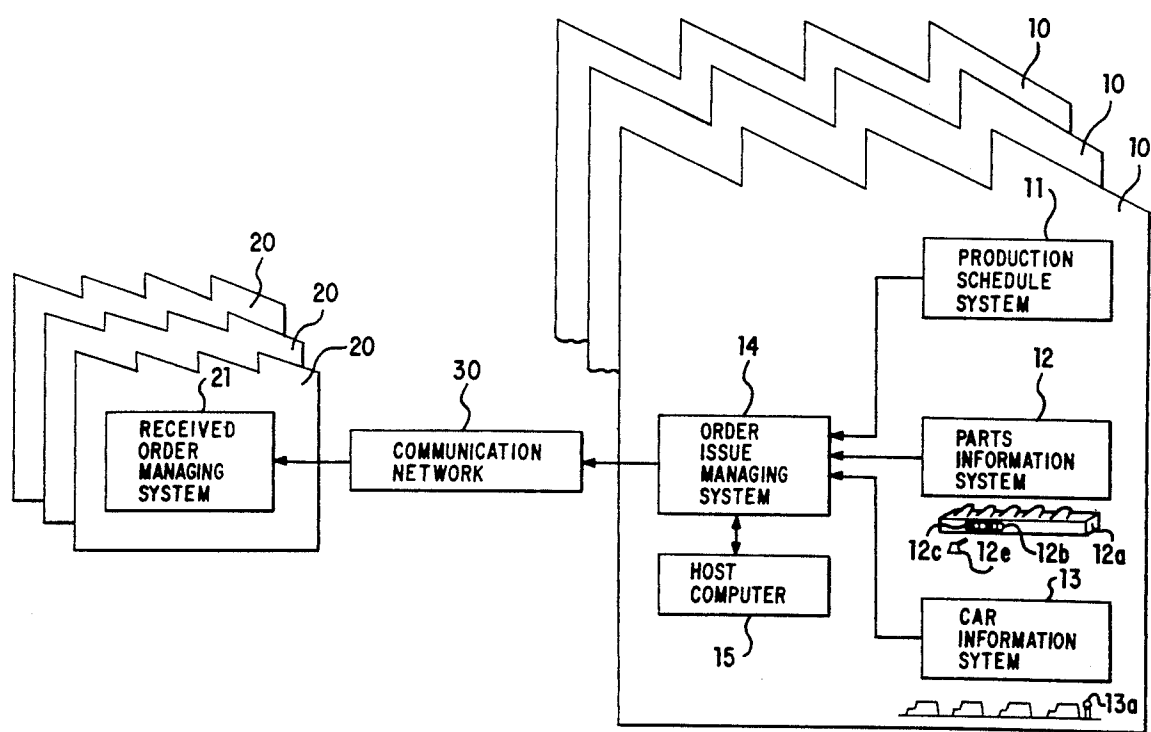 10
10
10
11
PRODUCTION
SCHEDULE
SYSTEM
20
20
20
21
RECEIVED
ORDER
MANAGING
SYSTEM
30
COMMUNICATION
NETWORK
14
ORDER
ISSUE
MANAGING
SYSTEM
12
PARTS
INFORMATION
SYSTEM
12c
12e
12b
12a
HOST
COMPUTER
15
13
CAR
INFORMATION
SYTEM
13a